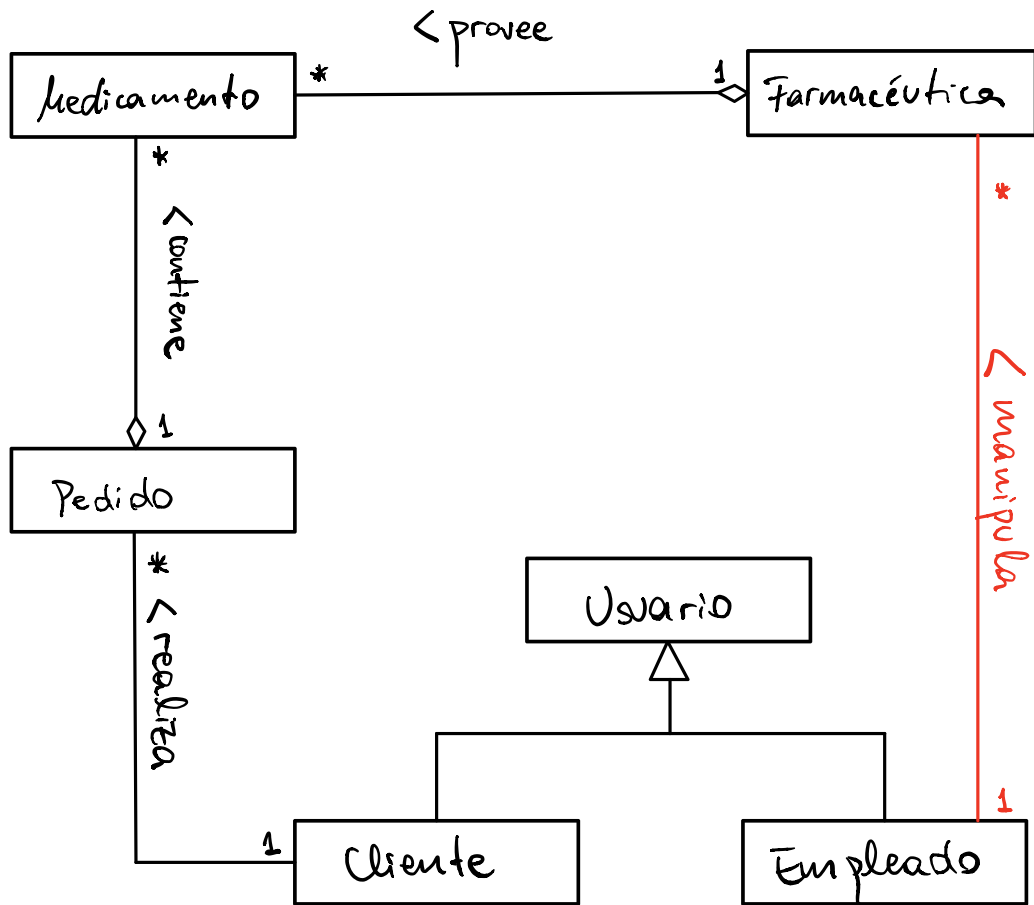 < provee
Medicamento
*
1
Farmacéutica
*
*
< contiene
< manipula
1
Pedido
* < realiza
Usuario
1
1
Cliente
Empleado